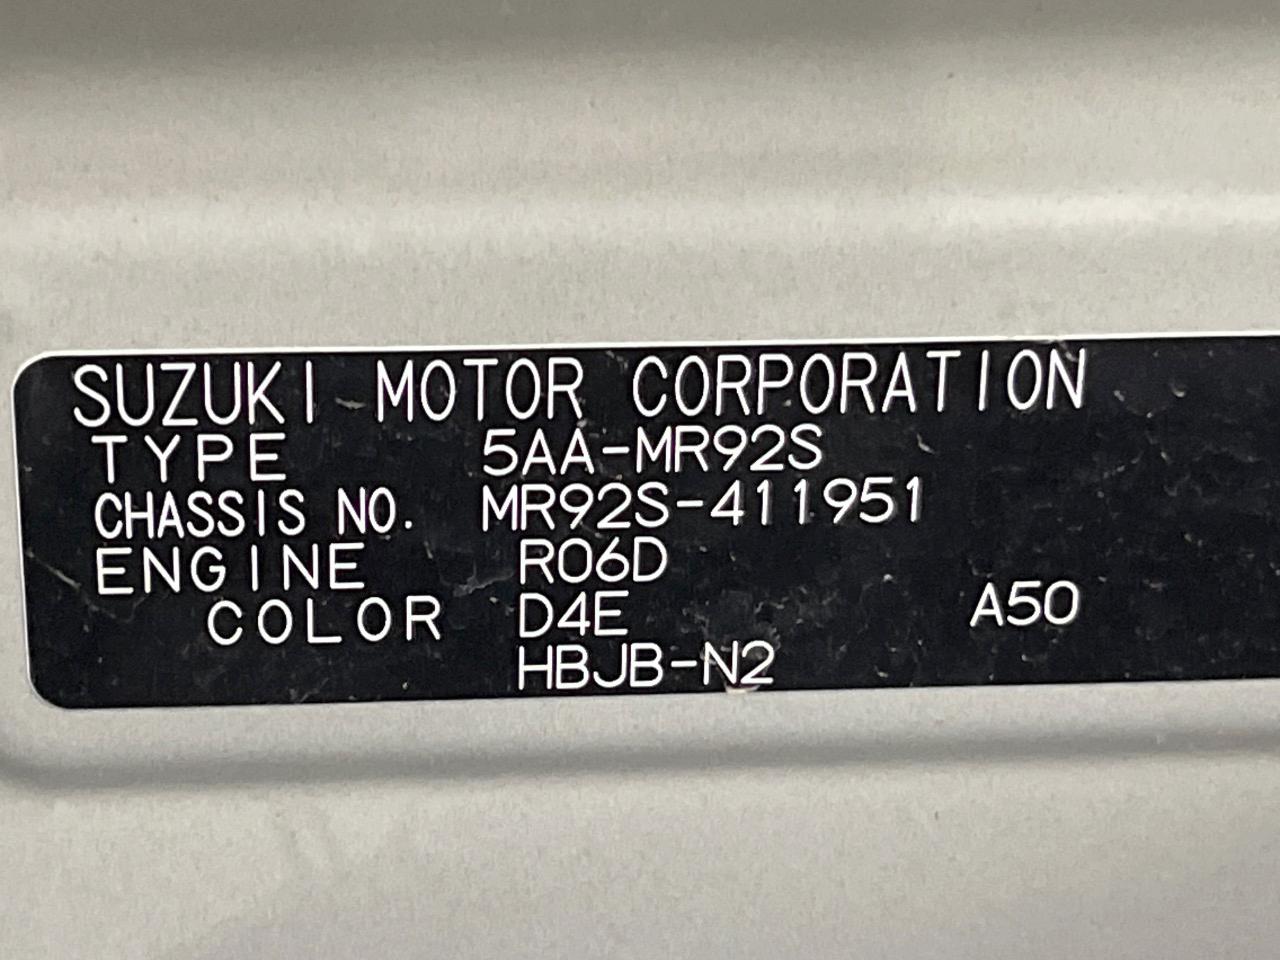 SUZUKI MOTOR CORPORATION
TYPE 5AA-MR92S
CHASSIS NO. MR92S-411951
ENGINE R06D
COLOR D4E A50
HBJB-N2